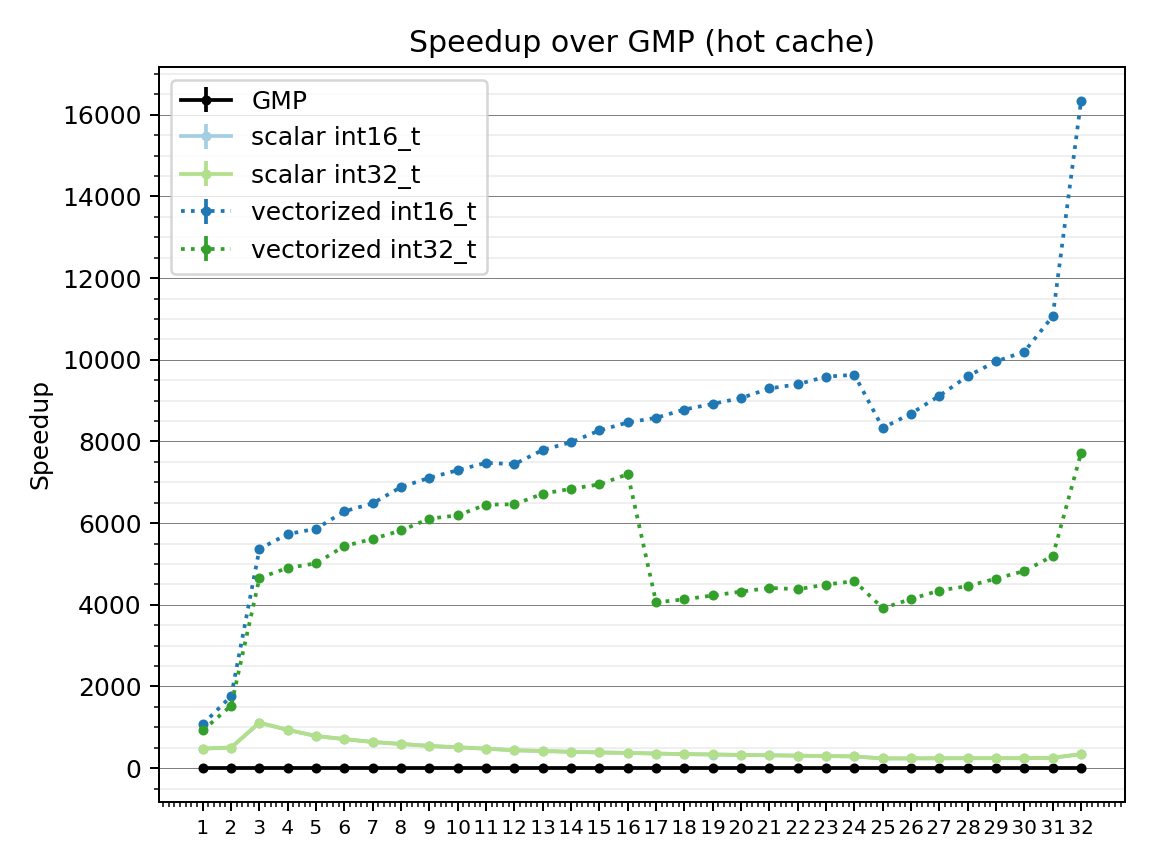 Speedup over GMP (hot cache)
GMP
scalar int16_t
scalar int32_t
vectorized int16_t
vectorized int32_t
16000
14000
12000
10000
8000
6000
4000
2000
0
Speedup
1 2 3 4 5 6 7 8 9 10 11 12 13 14 15 16 17 18 19 20 21 22 23 24 25 26 27 28 29 30 31 32